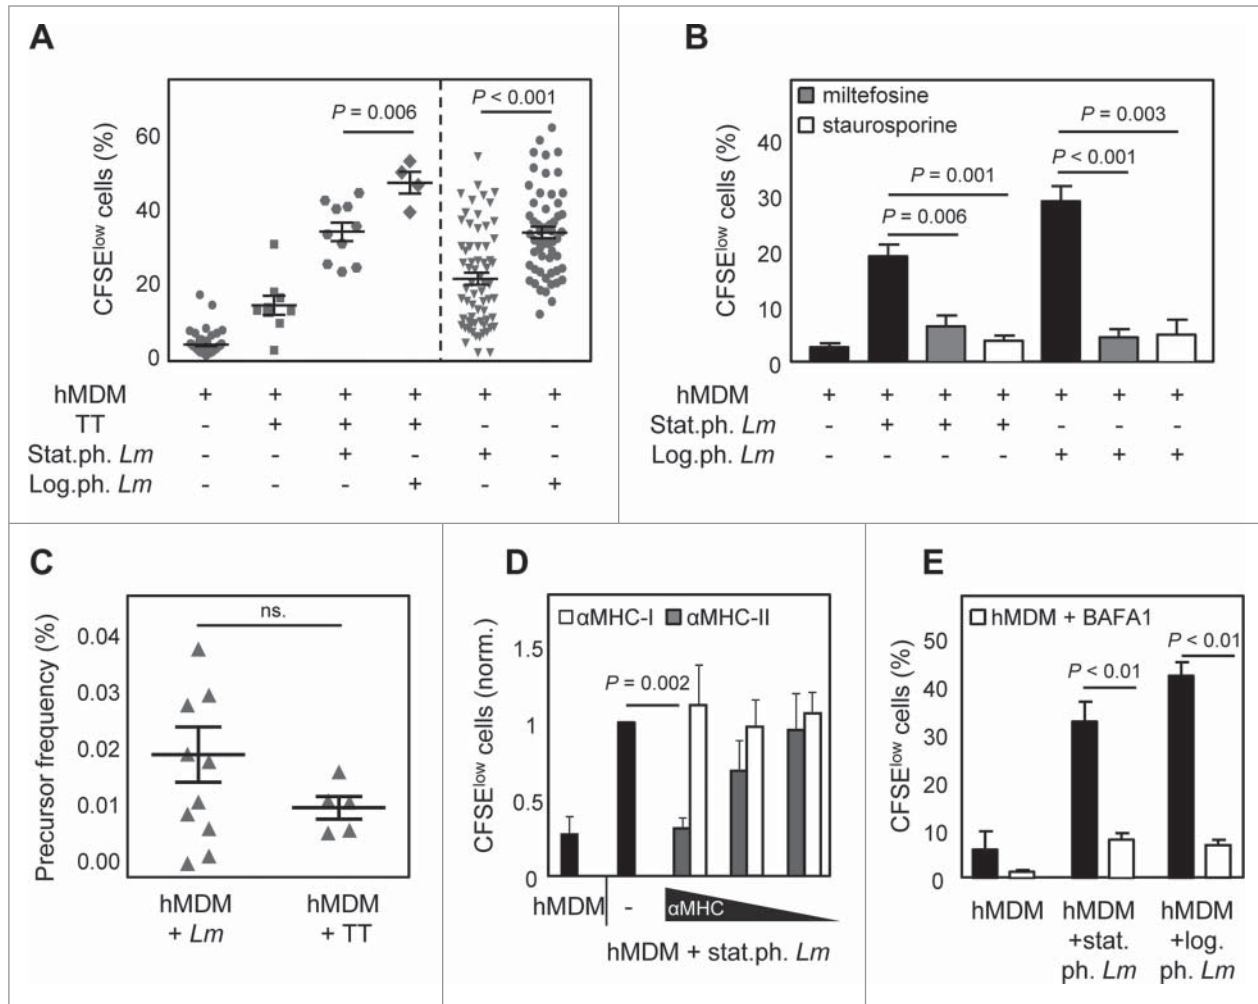 A
CFSElow cells (%)
60
40
20
0
P = 0.006
P < 0.001
hMDM + + + + + +
TT - + + + - -
Stat.ph. Lm - - + - + -
Log.ph. Lm - - - + - +
B
CFSElow cells (%)
40
30
20
10
0
miltefosine
staurosporine
P = 0.003
P < 0.001
P = 0.001
P = 0.006
hMDM + + + + + + +
Stat.ph. Lm - + + + - - -
Log.ph. Lm - - - - + + +
C
Precursor frequency (%)
0.04
0.03
0.02
0.01
0.00
ns.
hMDM
+ Lm
hMDM
+ TT
D
CFSElow cells (norm.)
1.5
1
0.5
0
αMHC-I αMHC-II
P = 0.002
hMDM - αMHC
hMDM + stat.ph. Lm
E
CFSElow cells (%)
50
40
30
20
10
0
hMDM + BAFA1
P < 0.01
P < 0.01
hMDM
hMDM
+stat.
ph. Lm
hMDM
+log.
ph. Lm